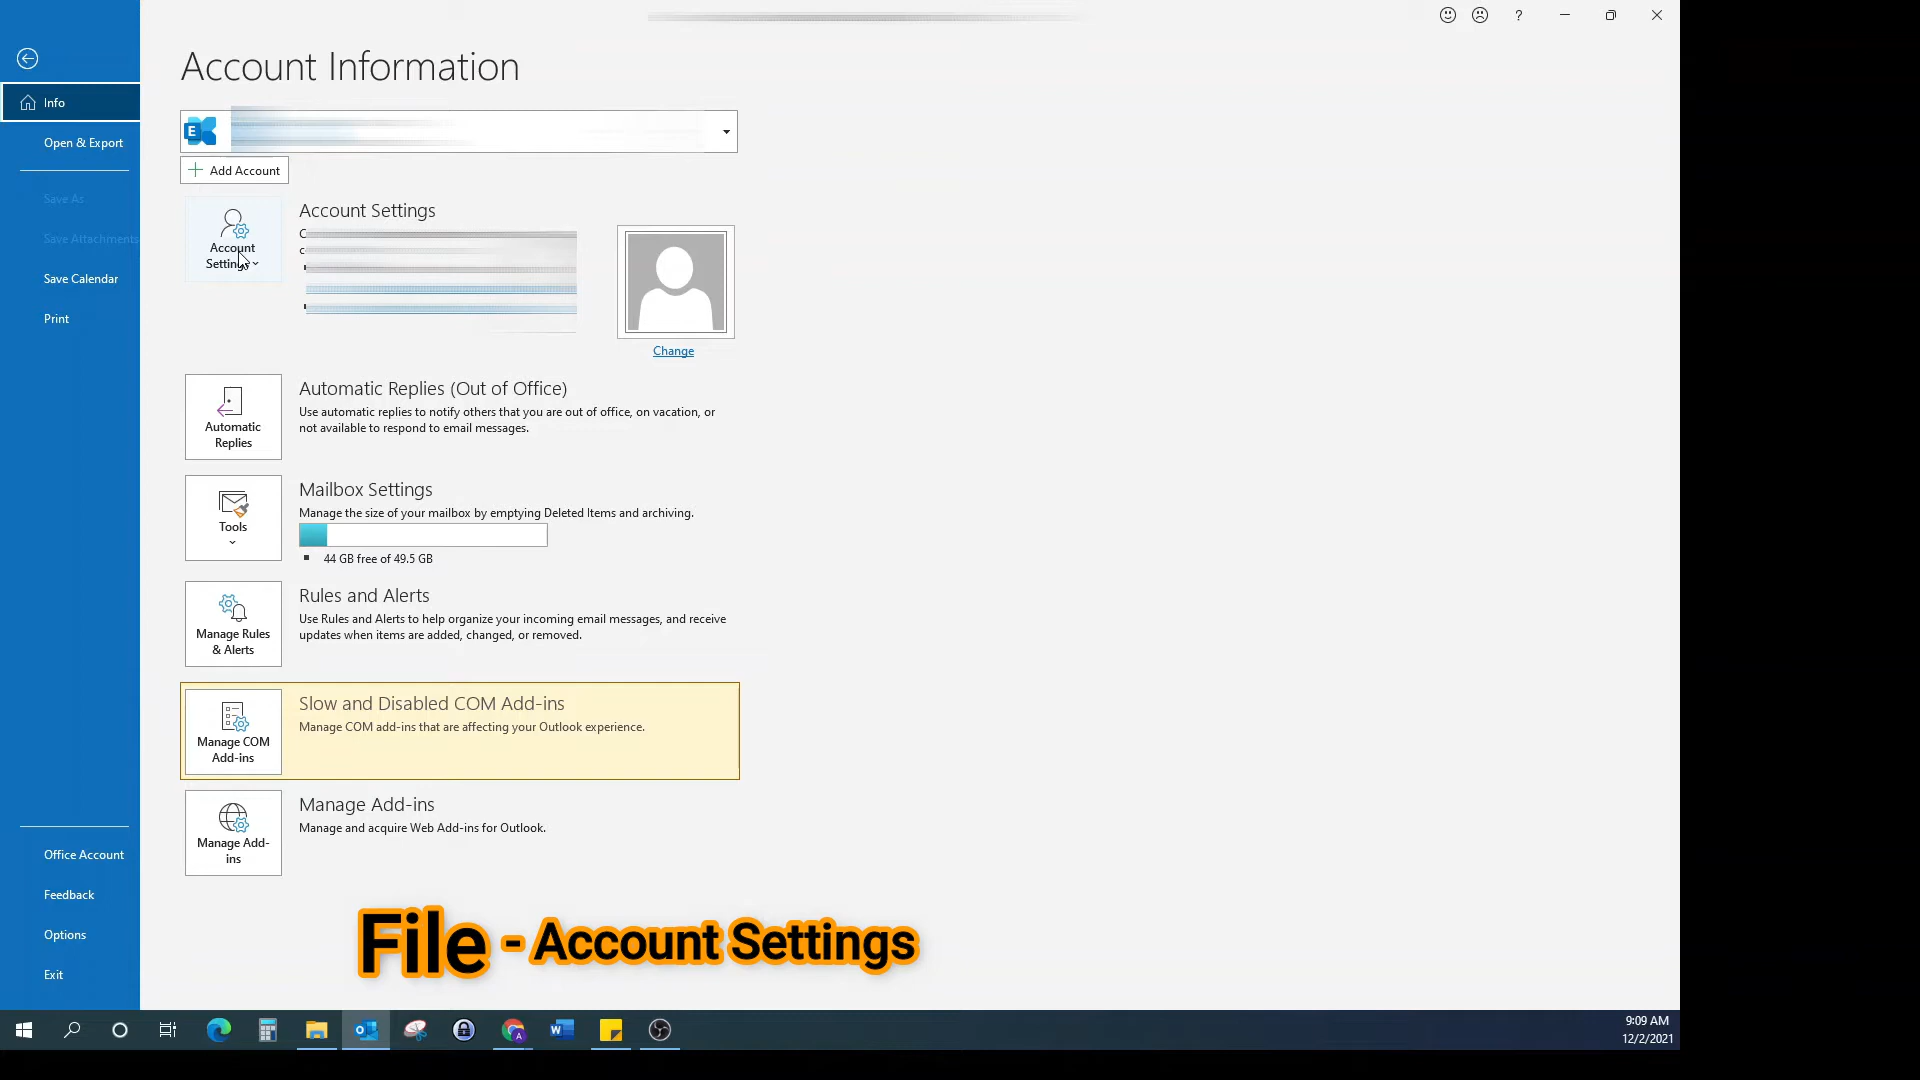 ?
Account Information
Info
E
Open & Export
Add Account
Save As
Account Settings
Save Attachments
Account
Settings
Save Calendar
Print
Change
Automatic Replies (Out of Office)
Use automatic replies to notify others that you are out of office, on vacation, or
not available to respond to email messages.
Automatic
Replies
Mailbox Settings
Manage the size of your mailbox by emptying Deleted Items and archiving.
Tools
44 GB free of 49.5 GB
Rules and Alerts
Use Rules and Alerts to help organize your incoming email messages, and receive
updates when items are added, changed, or removed.
Manage Rules
& Alerts
Slow and Disabled COM Add-ins
Manage COM add-ins that are affecting your Outlook experience.
Manage COM
Add-ins
Manage Add-ins
Manage and acquire Web Add-ins for Outlook.
Manage Add-
ins
Office Account
Feedback
Options
Exit
File - Account Settings
9:09 AM
12/2/2021